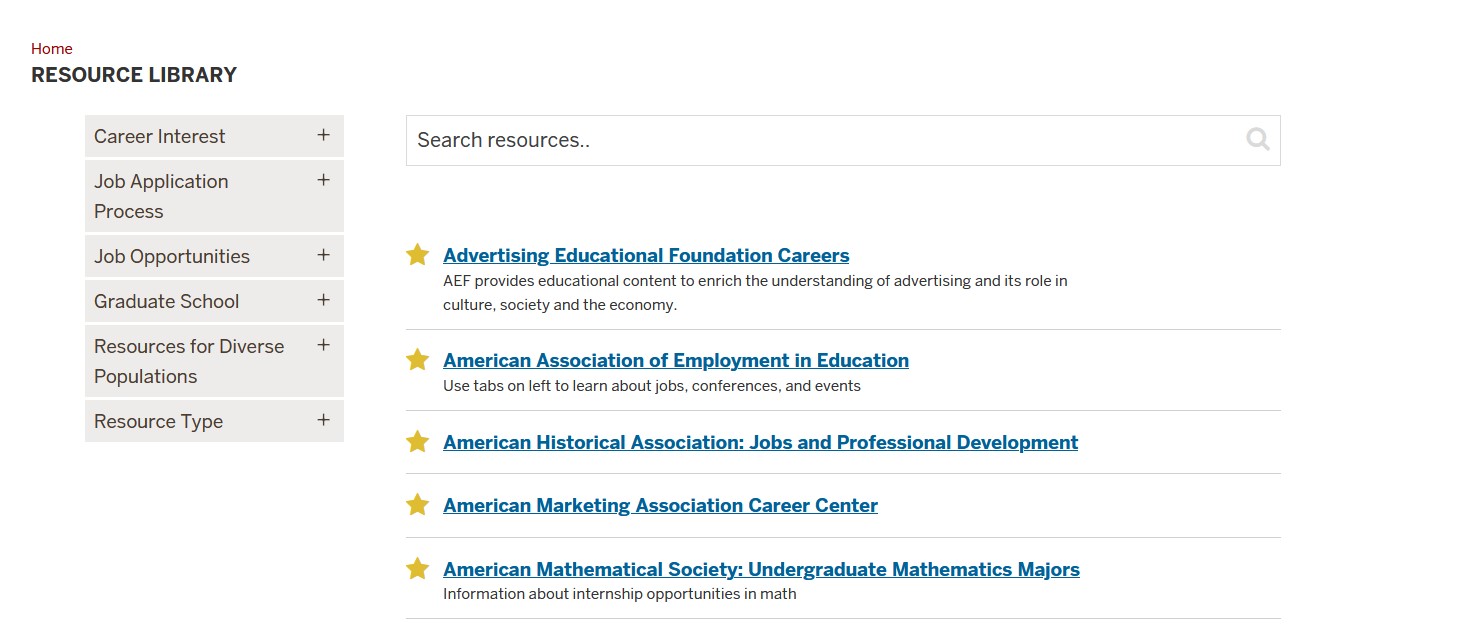 Home
RESOURCE LIBRARY
Career Interest +
Job Application +
Process
Job Opportunities +
Graduate School +
Resources for Diverse +
Populations
Resource Type +
Search resources..
Advertising Educational Foundation Careers
AEF provides educational content to enrich the understanding of advertising and its role in
culture, society and the economy.
American Association of Employment in Education
Use tabs on left to learn about jobs, conferences, and events
American Historical Association: Jobs and Professional Development
American Marketing Association Career Center
American Mathematical Society: Undergraduate Mathematics Majors
Information about internship opportunities in math